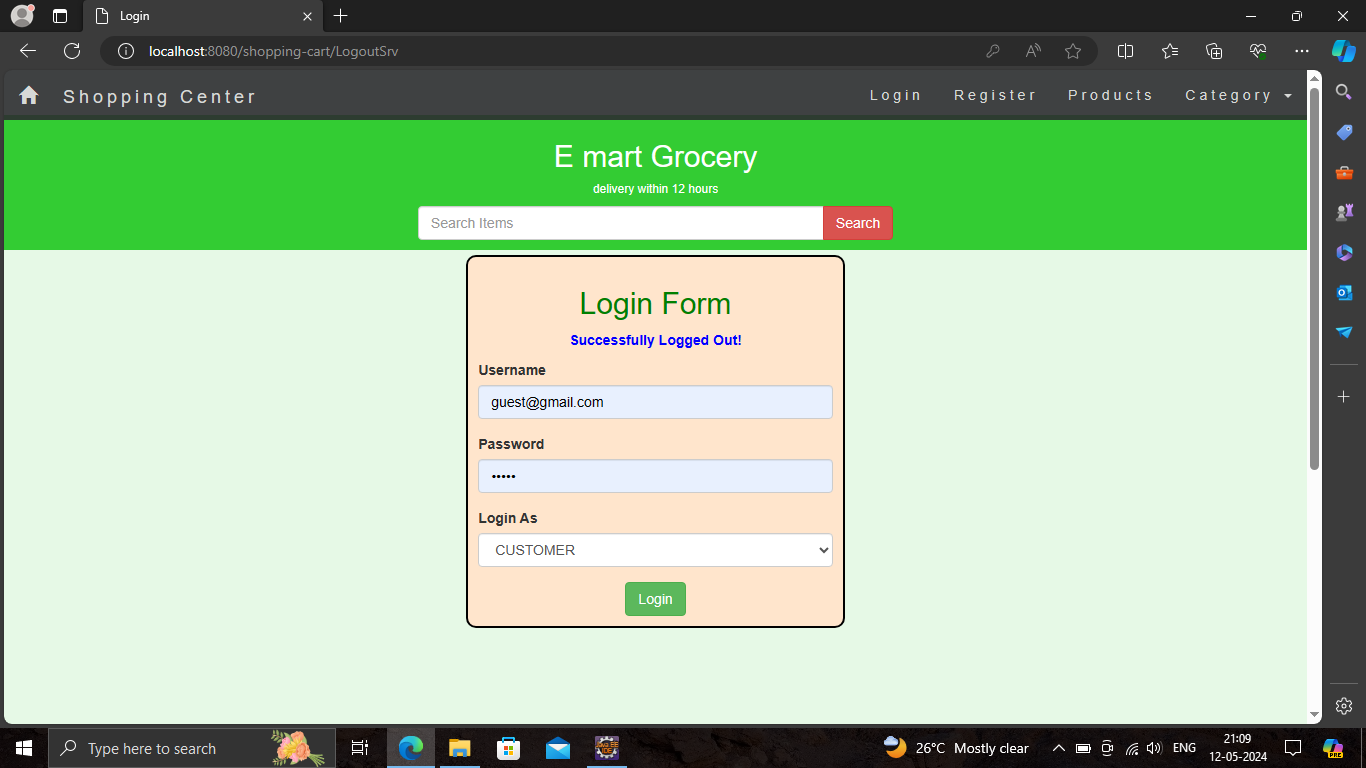 Login
localhost:8080/shopping-cart/LogoutSrv
Shopping Center
Login Register Products Category
E mart Grocery
delivery within 12 hours
Search Items Search
Login Form
Successfully Logged Out!
Username
guest@gmail.com
Password
•••••
Login As
CUSTOMER
Login
Type here to search
26°C Mostly clear
ENG
21:09
12-05-2024
PRE